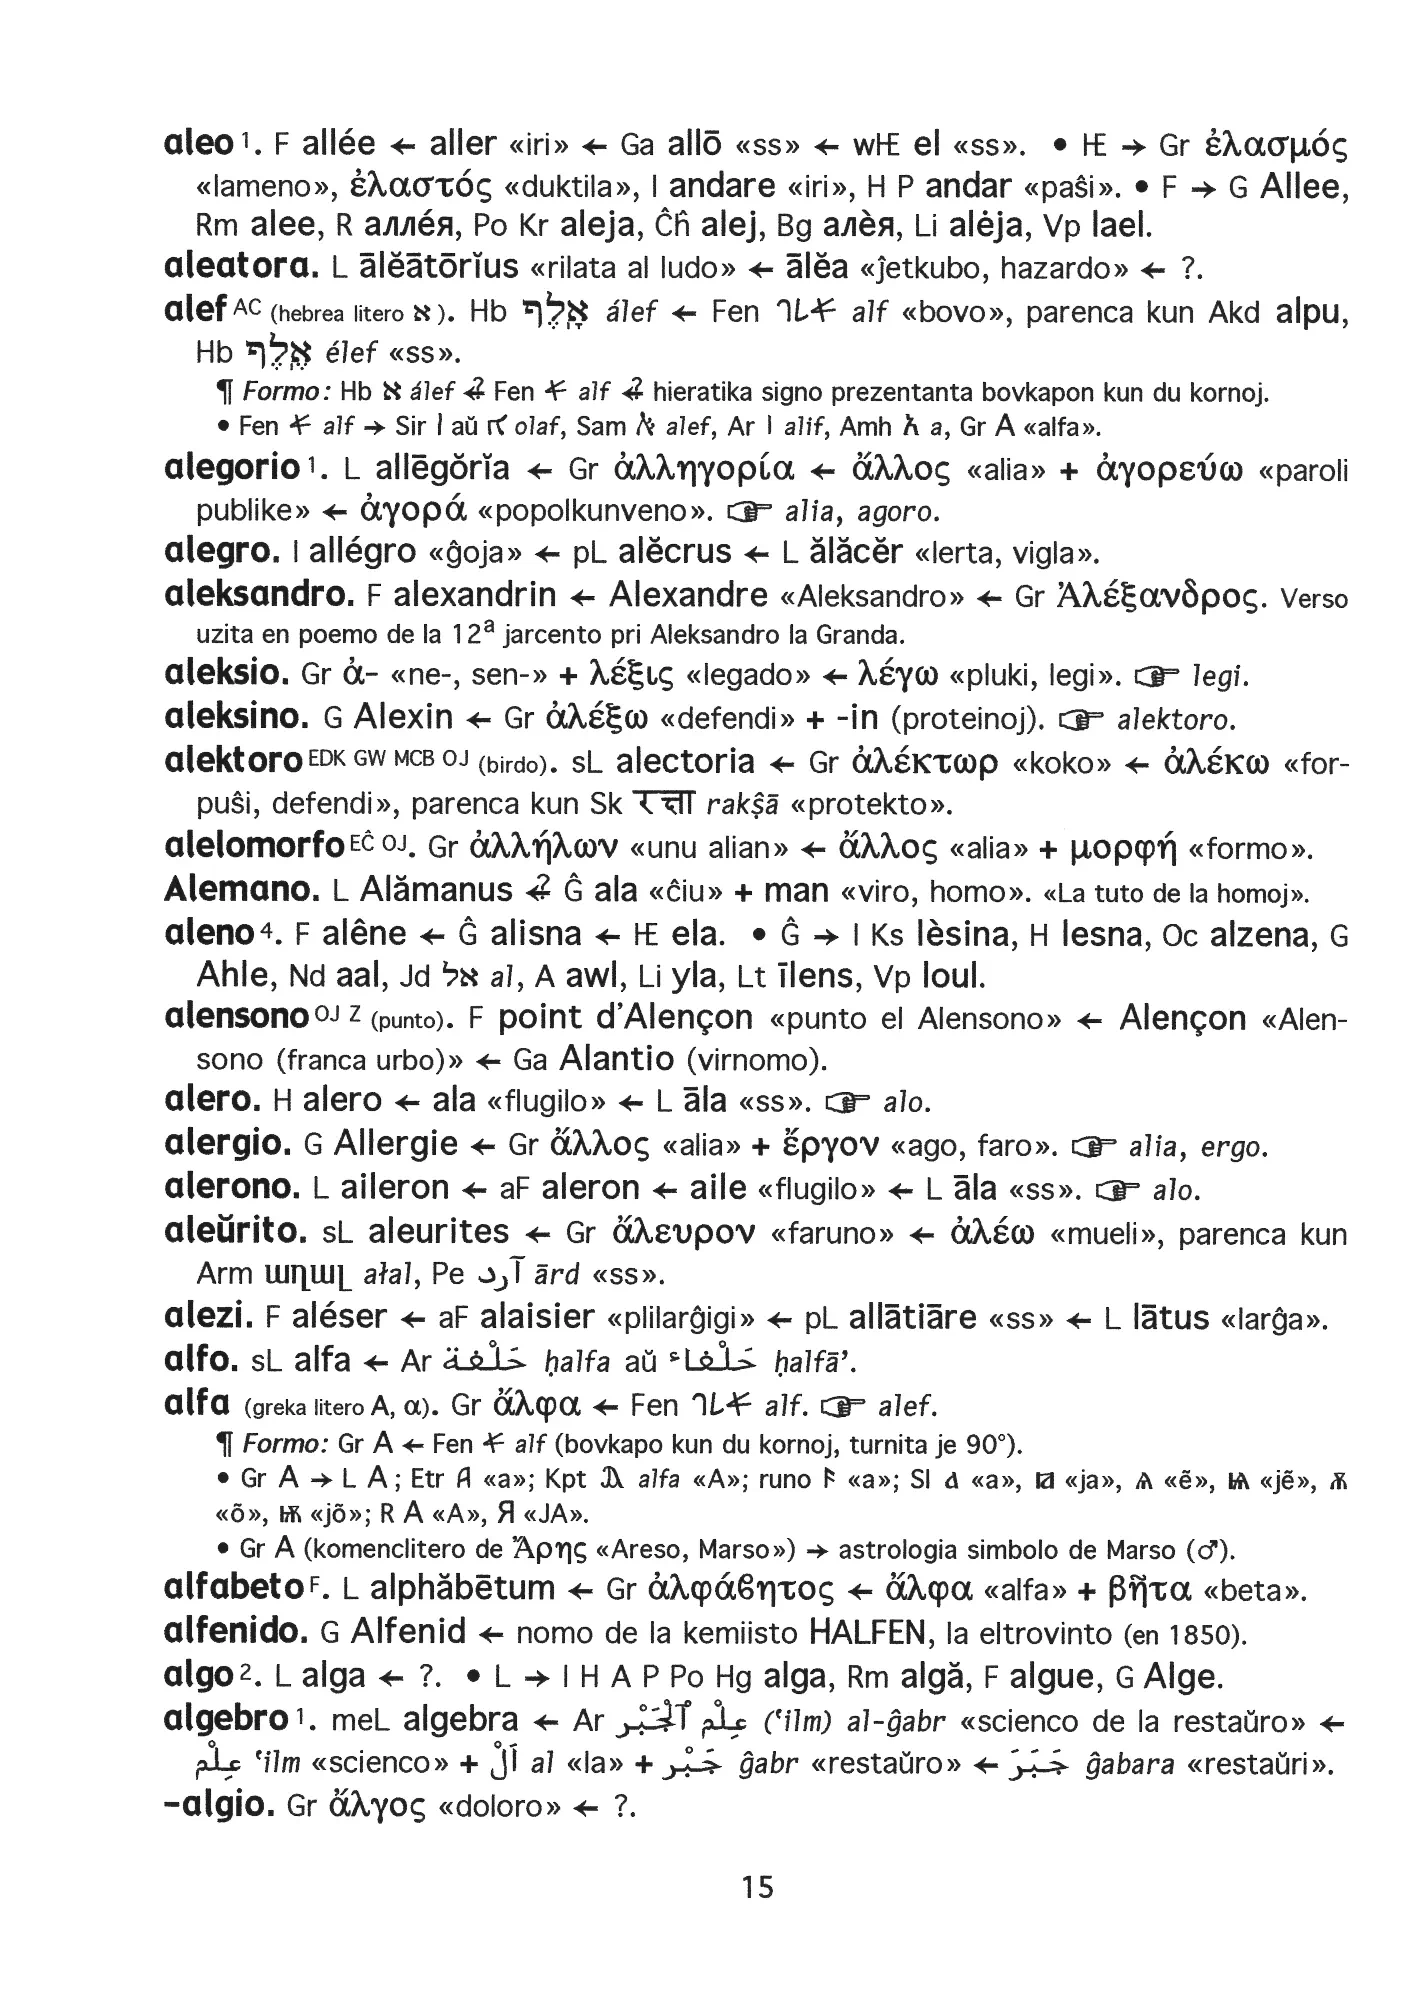 aleo 1. F allée ← aller «iri» ← Ga allō «ss» ← wIE el «ss». • IE → Gr ἐλασμός
«lameno», ἐλαστός «duktila», I andare «iri», H P andar «paŝi». • F → G Allee,
Rm alee, R аллéя, Po Kr aleja, Ĉĥ alej, Bg алèя, Li alėja, Vp lael.
aleatora. L ālĕātōrĭus «rilata al ludo» ← ālĕa «ĵetkubo, hazardo» ← ?.
alef AC (hebrea litero א). Hb אָלֶף álef ← Fen 𐤀𐤋𐤐 alf «bovo», parenca kun Akd alpu,
Hb אֶלֶף élef «ss».
¶ Formo: Hb א álef ↩ Fen 𐤀 alf ↩ hieratika signo prezentanta bovkapon kun du kornoj.
• Fen 𐤀 alf → Sir ܐ aŭ ܐ olaf, Sam ࠀ alef, Ar ا alif, Amh አ a, Gr Α «alfa».
alegorio 1. L allēgŏrĭa ← Gr ἀλληγορία ← ἄλλος «alia» + ἀγορεύω «paroli
publike» ← ἀγορά «popolkunveno». ☞ alia, agoro.
alegro. I allégro «ĝoja» ← pL alĕcrus ← L ălăcĕr «lerta, vigla».
aleksandro. F alexandrin ← Alexandre «Aleksandro» ← Gr Ἀλέξανδρος. Verso
uzita en poemo de la 12ª jarcento pri Aleksandro la Granda.
aleksio. Gr ἀ- «ne-, sen-» + λέξις «legado» ← λέγω «pluki, legi». ☞ legi.
aleksino. G Alexin ← Gr ἀλέξω «defendi» + -in (proteinoj). ☞ alektoro.
alektoro EDK GW MCB OJ (birdo). sL alectoria ← Gr ἀλέκτωρ «koko» ← ἀλέκω «for-
puŝi, defendi», parenca kun Sk rakṣā «protekto».
alelomorfo EĈ OJ. Gr ἀλλήλων «unu alian» ← ἄλλος «alia» + μορφή «formo».
Alemano. L Alămanus ↩ Ĝ ala «ĉiu» + man «viro, homo». «La tuto de la homoj».
aleno 4. F alêne ← Ĝ alisna ← IE ela. • Ĝ → I Ks lèsina, H lesna, Oc alzena, G
Ahle, Nd aal, Jd אל al, A awl, Li yla, Lt īlens, Vp loul.
alensono OJ Z (punto). F point d’Alençon «punto el Alensono» ← Alençon «Alen-
sono (franca urbo)» ← Ga Alantio (virnomo).
alero. H alero ← ala «flugilo» ← L āla «ss». ☞ alo.
alergio. G Allergie ← Gr ἄλλος «alia» + ἔργον «ago, faro». ☞ alia, ergo.
alerono. L aileron ← aF aleron ← aile «flugilo» ← L āla «ss». ☞ alo.
aleŭrito. sL aleurites ← Gr ἄλευρον «faruno» ← ἀλέω «mueli», parenca kun
Arm աղալ ałal, Pe آرد ārd «ss».
alezi. F aléser ← aF alaisier «plilarĝigi» ← pL allātiāre «ss» ← L lātus «larĝa».
alfo. sL alfa ← Ar حَلْفة ḥalfa aŭ حَلْفاء ḥalfā’.
alfa (greka litero Α, α). Gr ἄλφα ← Fen 𐤀𐤋𐤐 alf. ☞ alef.
¶ Formo: Gr Α ← Fen 𐤀 alf (bovkapo kun du kornoj, turnita je 90°).
• Gr Α → L A; Etr 𐌀 «a»; Kpt Ⲁ alfa «A»; runo ᚨ «a»; Sl а «a», ꙗ «ja», ѧ «ẽ», ѩ «jẽ», ѫ
«õ», ѭ «jõ»; R А «A», Я «JA».
• Gr Α (komenclitero de Ἄρης «Areso, Marso») → astrologia simbolo de Marso (♂).
alfabeto F. L alphăbētum ← Gr ἀλφάϐητος ← ἄλφα «alfa» + βῆτα «beta».
alfenido. G Alfenid ← nomo de la kemiisto HALFEN, la eltrovinto (en 1850).
algo 2. L alga ← ?. • L → I H A P Po Hg alga, Rm algă, F algue, G Alge.
algebro 1. meL algebra ← Ar عِلْم ٱلْجَبْر (‘ilm) al-ĝabr «scienco de la restaŭro» ←
عِلْم ‘ilm «scienco» + اَلْ al «la» + جَبْر ĝabr «restaŭro» ← جَبَرَ ĝabara «restaŭri».
-algio. Gr ἄλγος «doloro» ← ?.
15